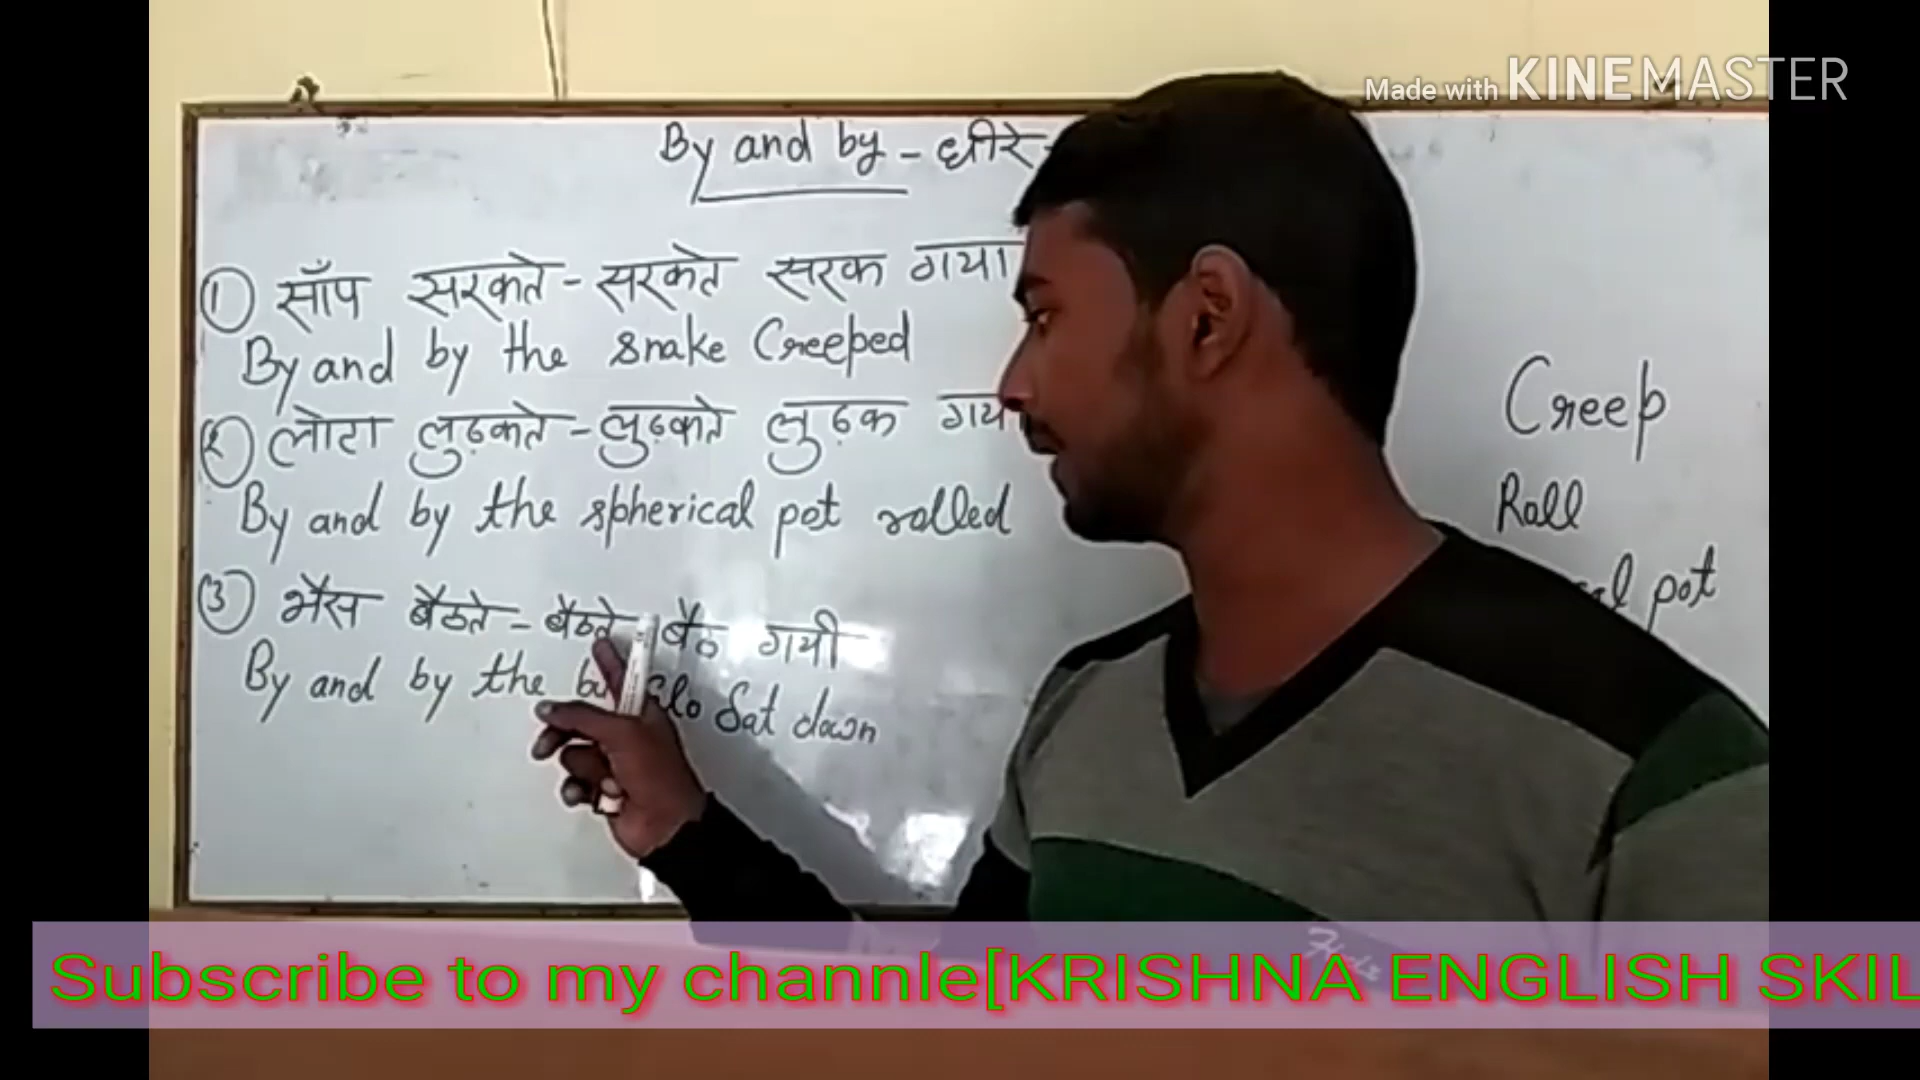 Made with KINEMASTER
By and by - धीरे-
① साँप सरकते - सरकते सरक गया
By and by the snake Creeped
② लोटा लुढ़कते - लुढ़कते लुढ़क गया
By and by the spherical pot rolled
③ भैस बैठते - बैठते बैठ गयी
By and by the Sat down
Creep
Roll
pot
Subscribe to my channle[KRISHNA ENGLISH SKIL